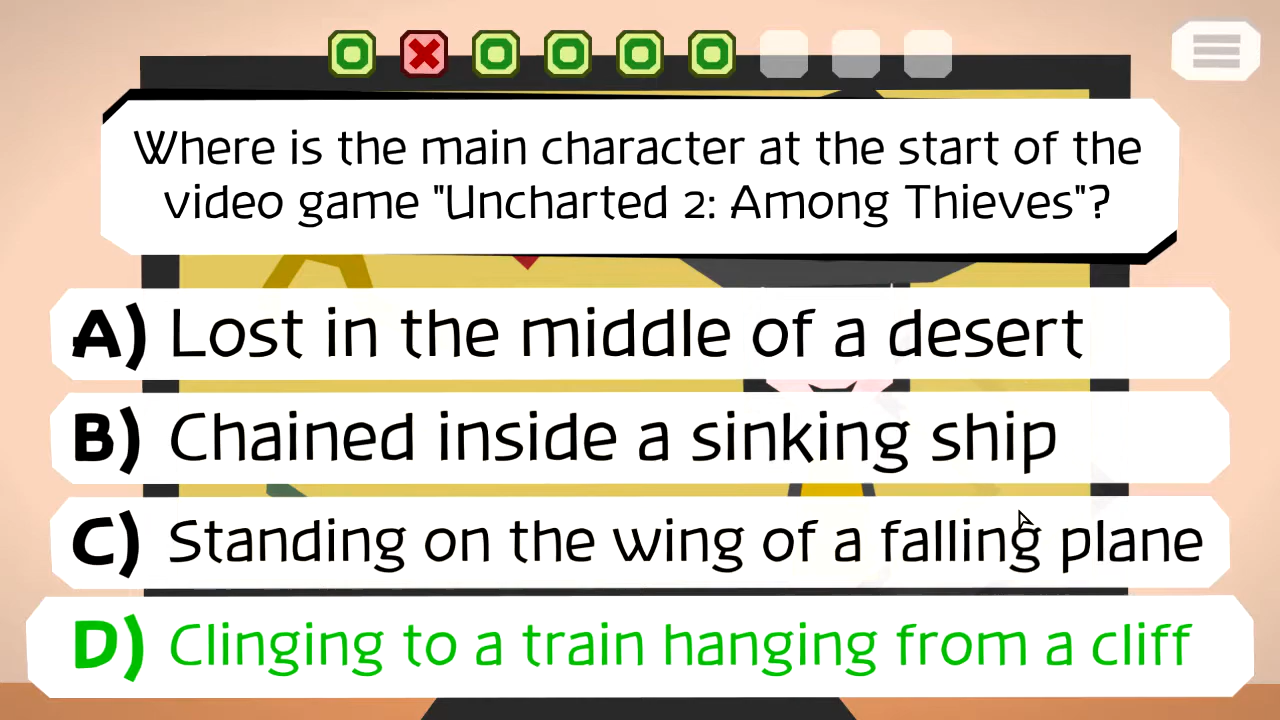 Where is the main character at the start of the
video game "Uncharted 2: Among Thieves"?
A) Lost in the middle of a desert
B) Chained inside a sinking ship
C) Standing on the wing of a falling plane
D) Clinging to a train hanging from a cliff